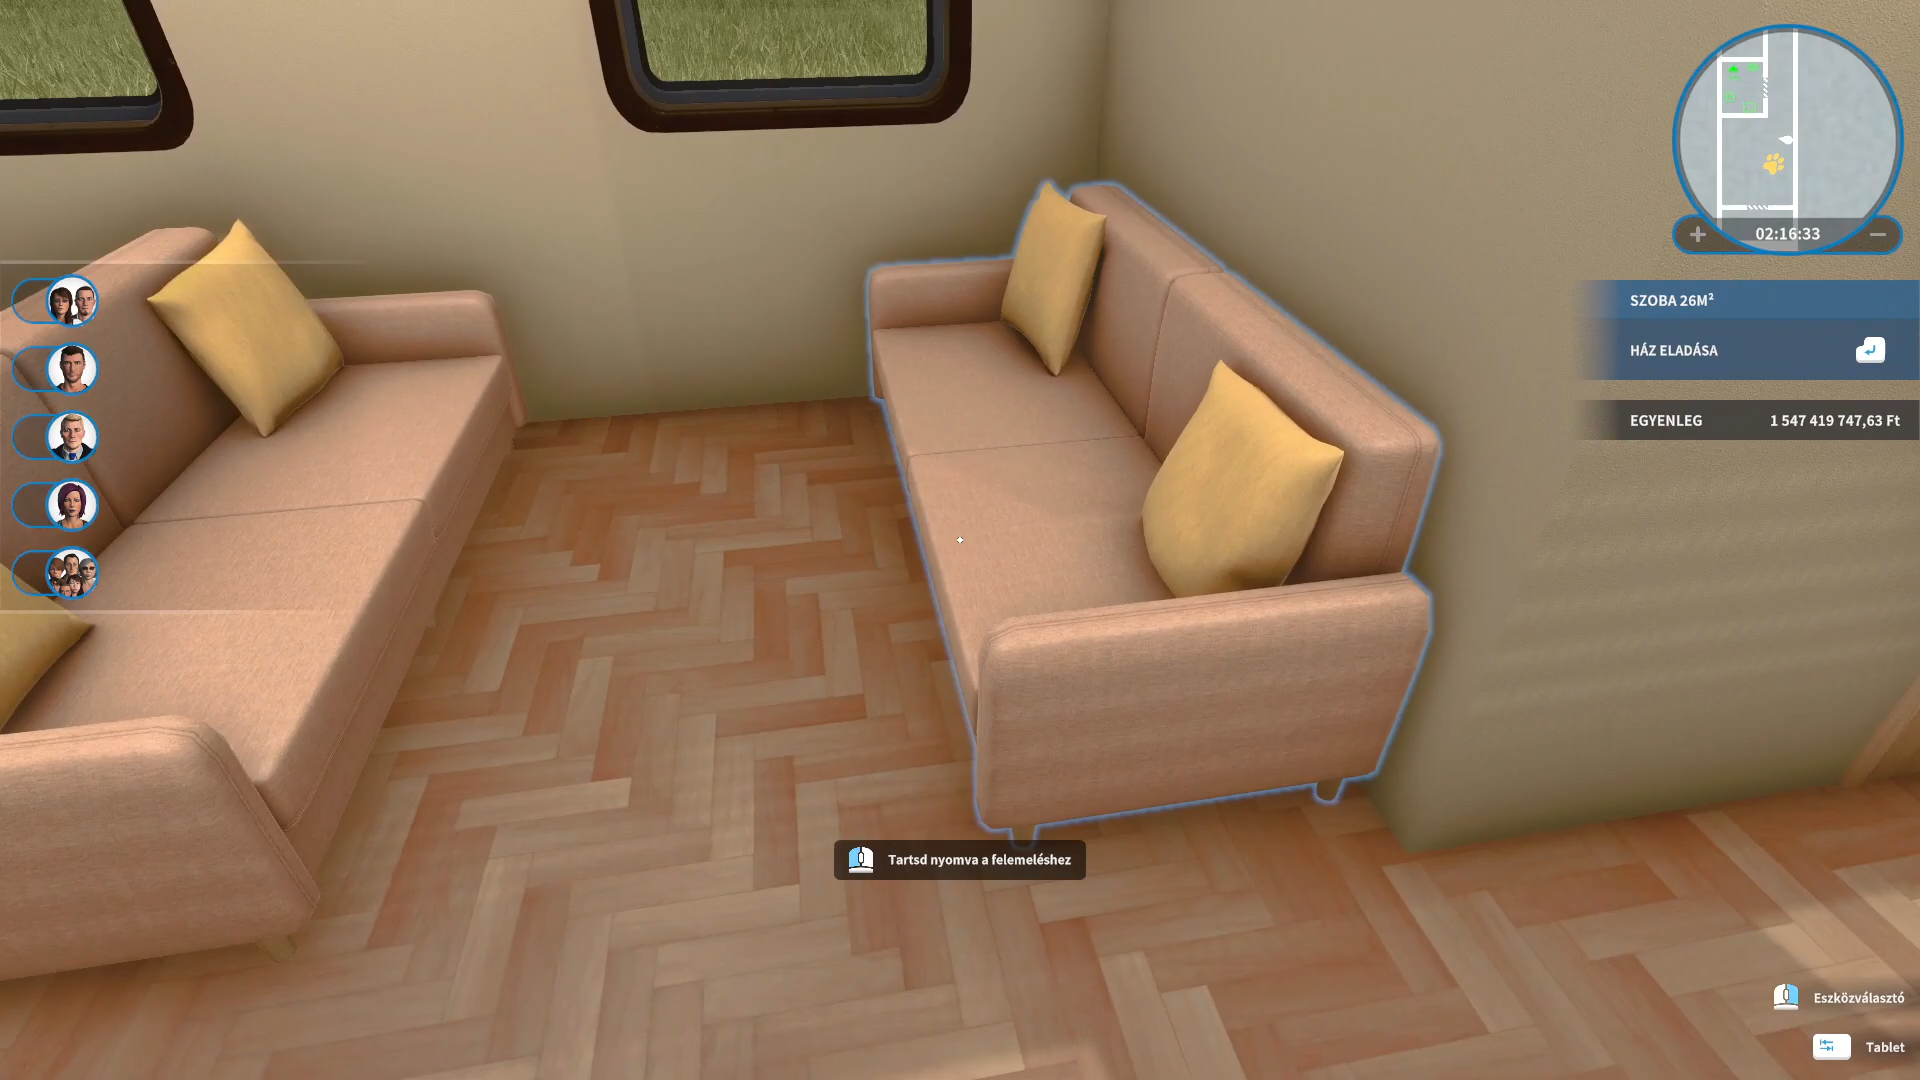 02:16:33
SZOBA 26M²
HÁZ ELADÁSA
EGYENLEG 1 547 419 747,63 Ft
Tartsd nyomva a felemeléshez
Eszközválasztó
Tablet